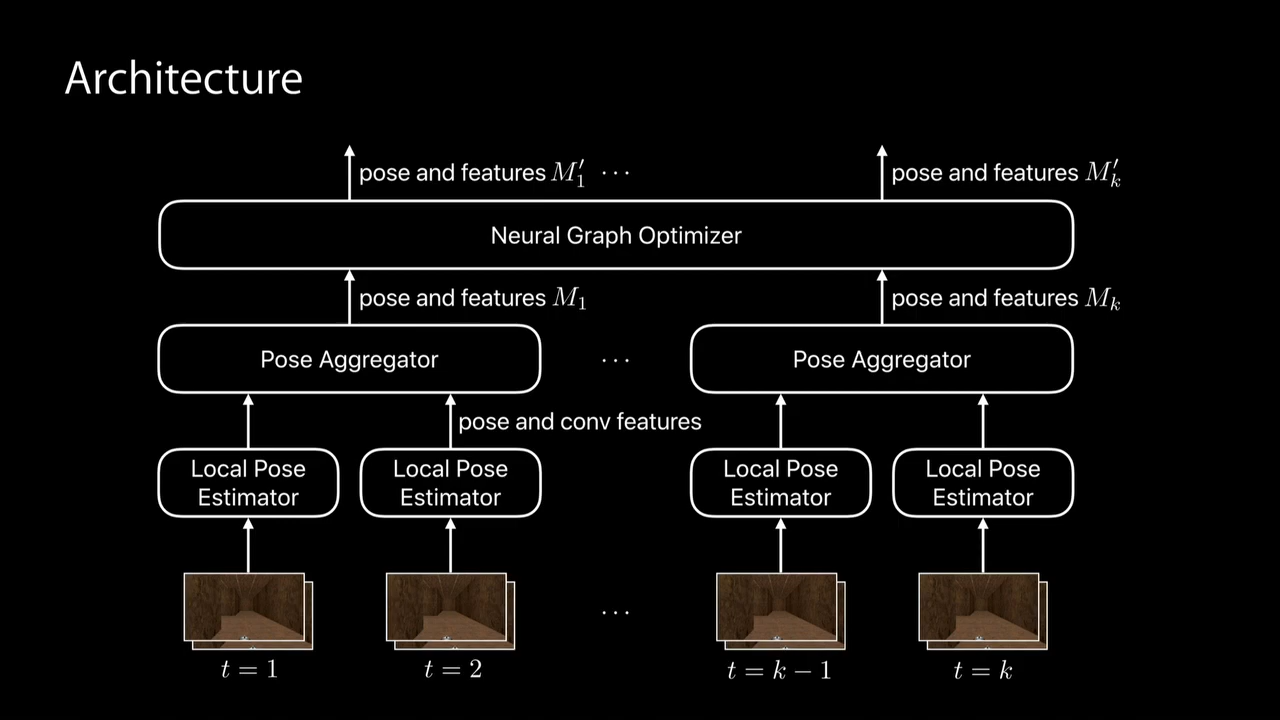 Architecture
pose and features M′₁ ···
pose and features M′ₖ
Neural Graph Optimizer
pose and features M₁
pose and features Mₖ
Pose Aggregator
···
Pose Aggregator
pose and conv features
Local Pose
Estimator
Local Pose
Estimator
Local Pose
Estimator
Local Pose
Estimator
···
t = 1
t = 2
t = k − 1
t = k